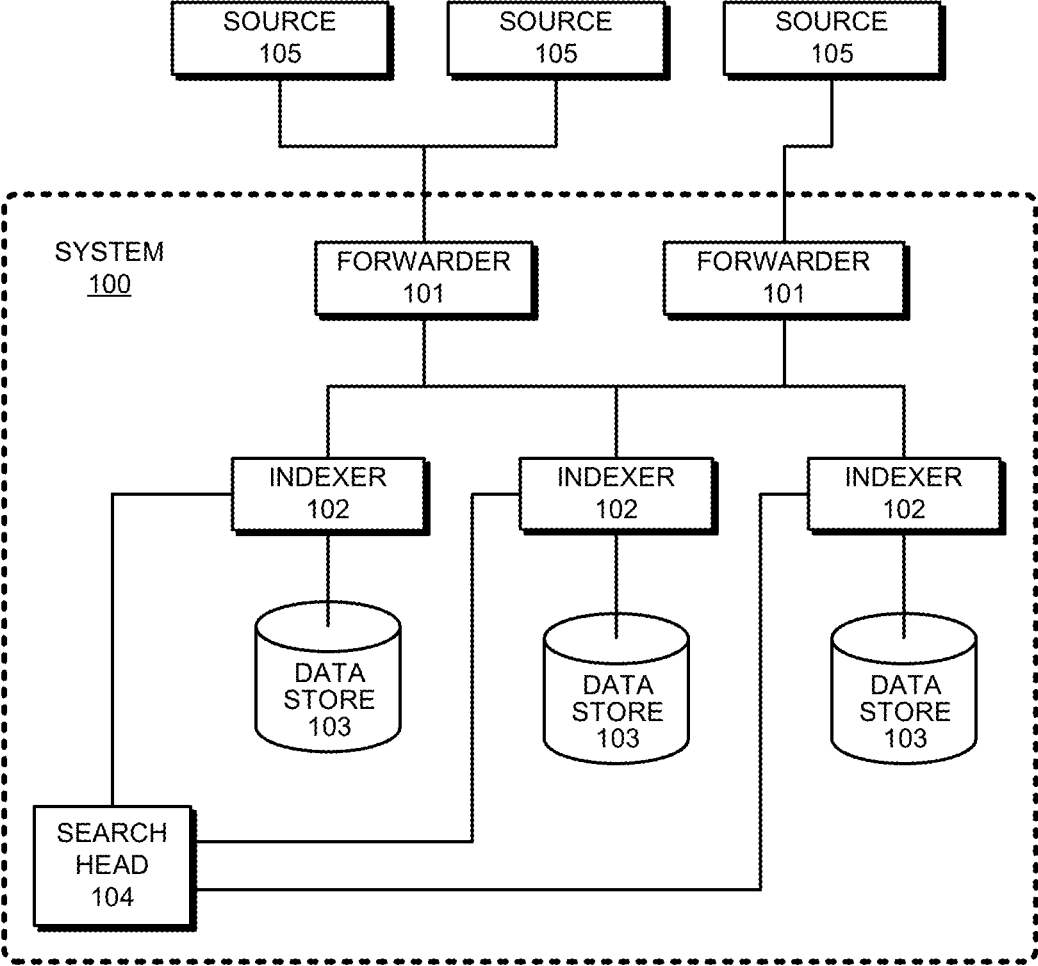 SOURCE
105
SOURCE
105
SOURCE
105
SYSTEM
100
FORWARDER
101
FORWARDER
101
INDEXER
102
INDEXER
102
INDEXER
102
DATA
STORE
103
DATA
STORE
103
DATA
STORE
103
SEARCH
HEAD
104